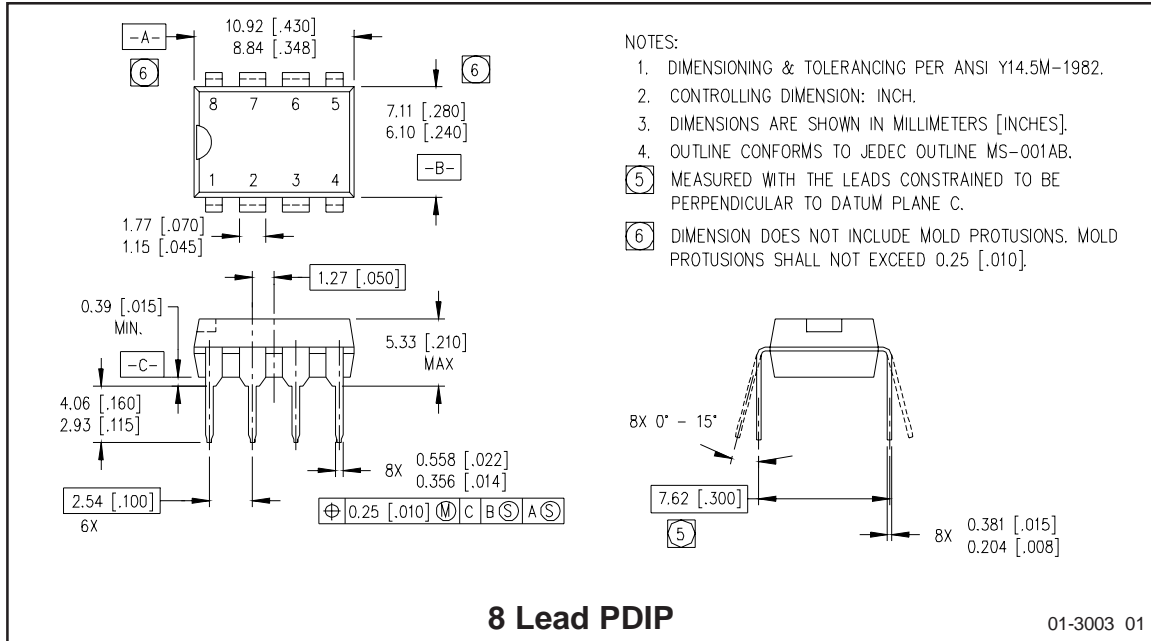 -A-
10.92 [.430]
8.84 [.348]
6
6
8 7 6 5
7.11 [.280]
6.10 [.240]
-B-
1 2 3 4
1.77 [.070]
1.15 [.045]
1.27 [.050]
0.39 [.015]
MIN.
-C-
5.33 [.210]
MAX
4.06 [.160]
2.93 [.115]
2.54 [.100]
6X
8X 0.558 [.022]
0.356 [.014]
⌖ 0.25 [.010] Ⓜ C B Ⓢ A Ⓢ
NOTES:
1. DIMENSIONING & TOLERANCING PER ANSI Y14.5M-1982.
2. CONTROLLING DIMENSION: INCH.
3. DIMENSIONS ARE SHOWN IN MILLIMETERS [INCHES].
4. OUTLINE CONFORMS TO JEDEC OUTLINE MS-001AB.
5 MEASURED WITH THE LEADS CONSTRAINED TO BE
PERPENDICULAR TO DATUM PLANE C.
6 DIMENSION DOES NOT INCLUDE MOLD PROTUSIONS. MOLD
PROTUSIONS SHALL NOT EXCEED 0.25 [.010].
8X 0° - 15°
7.62 [.300]
5
8X 0.381 [.015]
0.204 [.008]
8 Lead PDIP
01-3003 01